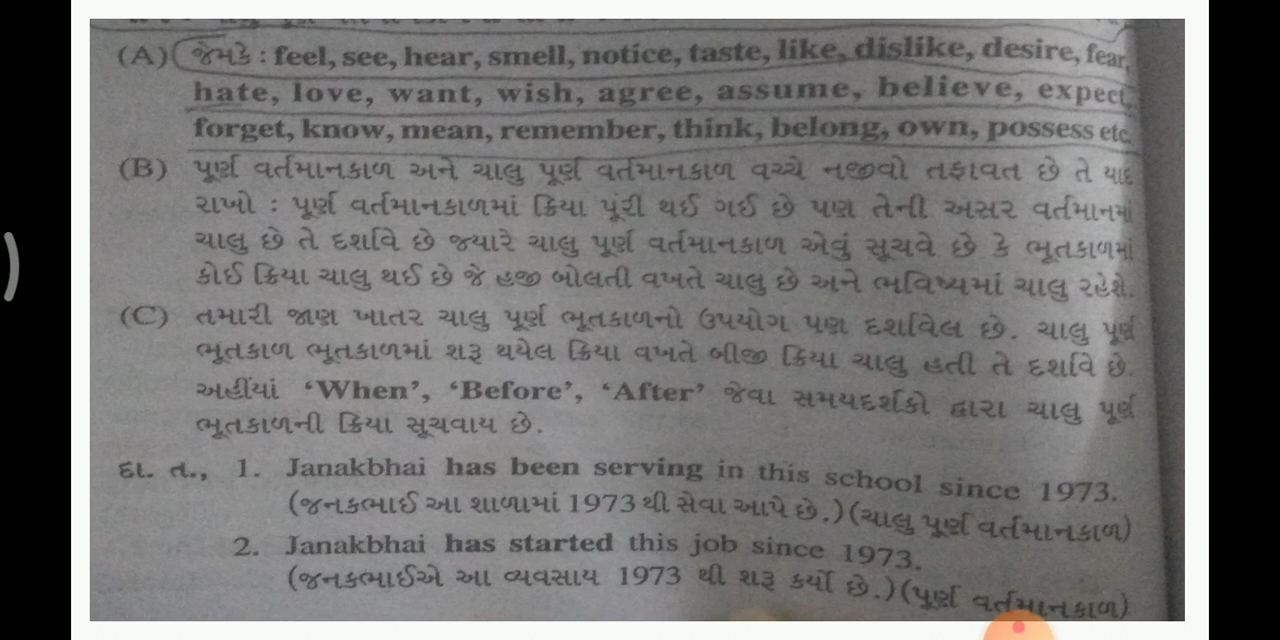 (A) જેમકે : feel, see, hear, smell, notice, taste, like, dislike, desire, fear,
hate, love, want, wish, agree, assume, believe, expect,
forget, know, mean, remember, think, belong, own, possess etc.
(B) પૂર્ણ વર્તમાનકાળ અને ચાલુ પૂર્ણ વર્તમાનકાળ વચ્ચે નજીવો તફાવત છે તે યાદ
રાખો : પૂર્ણ વર્તમાનકાળમાં ક્રિયા પૂરી થઈ ગઈ છે પણ તેની અસર વર્તમાનમાં
ચાલુ છે તે દર્શાવે છે જ્યારે ચાલુ પૂર્ણ વર્તમાનકાળ એવું સૂચવે છે કે ભૂતકાળમાં
કોઈ ક્રિયા ચાલુ થઈ છે જે હજી બોલતી વખતે ચાલુ છે અને ભવિષ્યમાં ચાલુ રહેશે.
(C) તમારી જાણ ખાતર ચાલુ પૂર્ણ ભૂતકાળનો ઉપયોગ પણ દર્શાવેલ છે. ચાલુ પૂર્ણ
ભૂતકાળ ભૂતકાળમાં શરૂ થયેલ ક્રિયા વખતે બીજી ક્રિયા ચાલુ હતી તે દર્શાવે છે.
અહીંયાં ‘When’, ‘Before’, ‘After’ જેવા સમયદર્શકો દ્વારા ચાલુ પૂર્ણ
ભૂતકાળની ક્રિયા સૂચવાય છે.
દા. ત., 1. Janakbhai has been serving in this school since 1973.
(જનકભાઈ આ શાળામાં 1973 થી સેવા આપે છે.) (ચાલુ પૂર્ણ વર્તમાનકાળ)
2. Janakbhai has started this job since 1973.
(જનકભાઈએ આ વ્યવસાય 1973 થી શરૂ કર્યો છે.) (પૂર્ણ વર્તમાનકાળ)